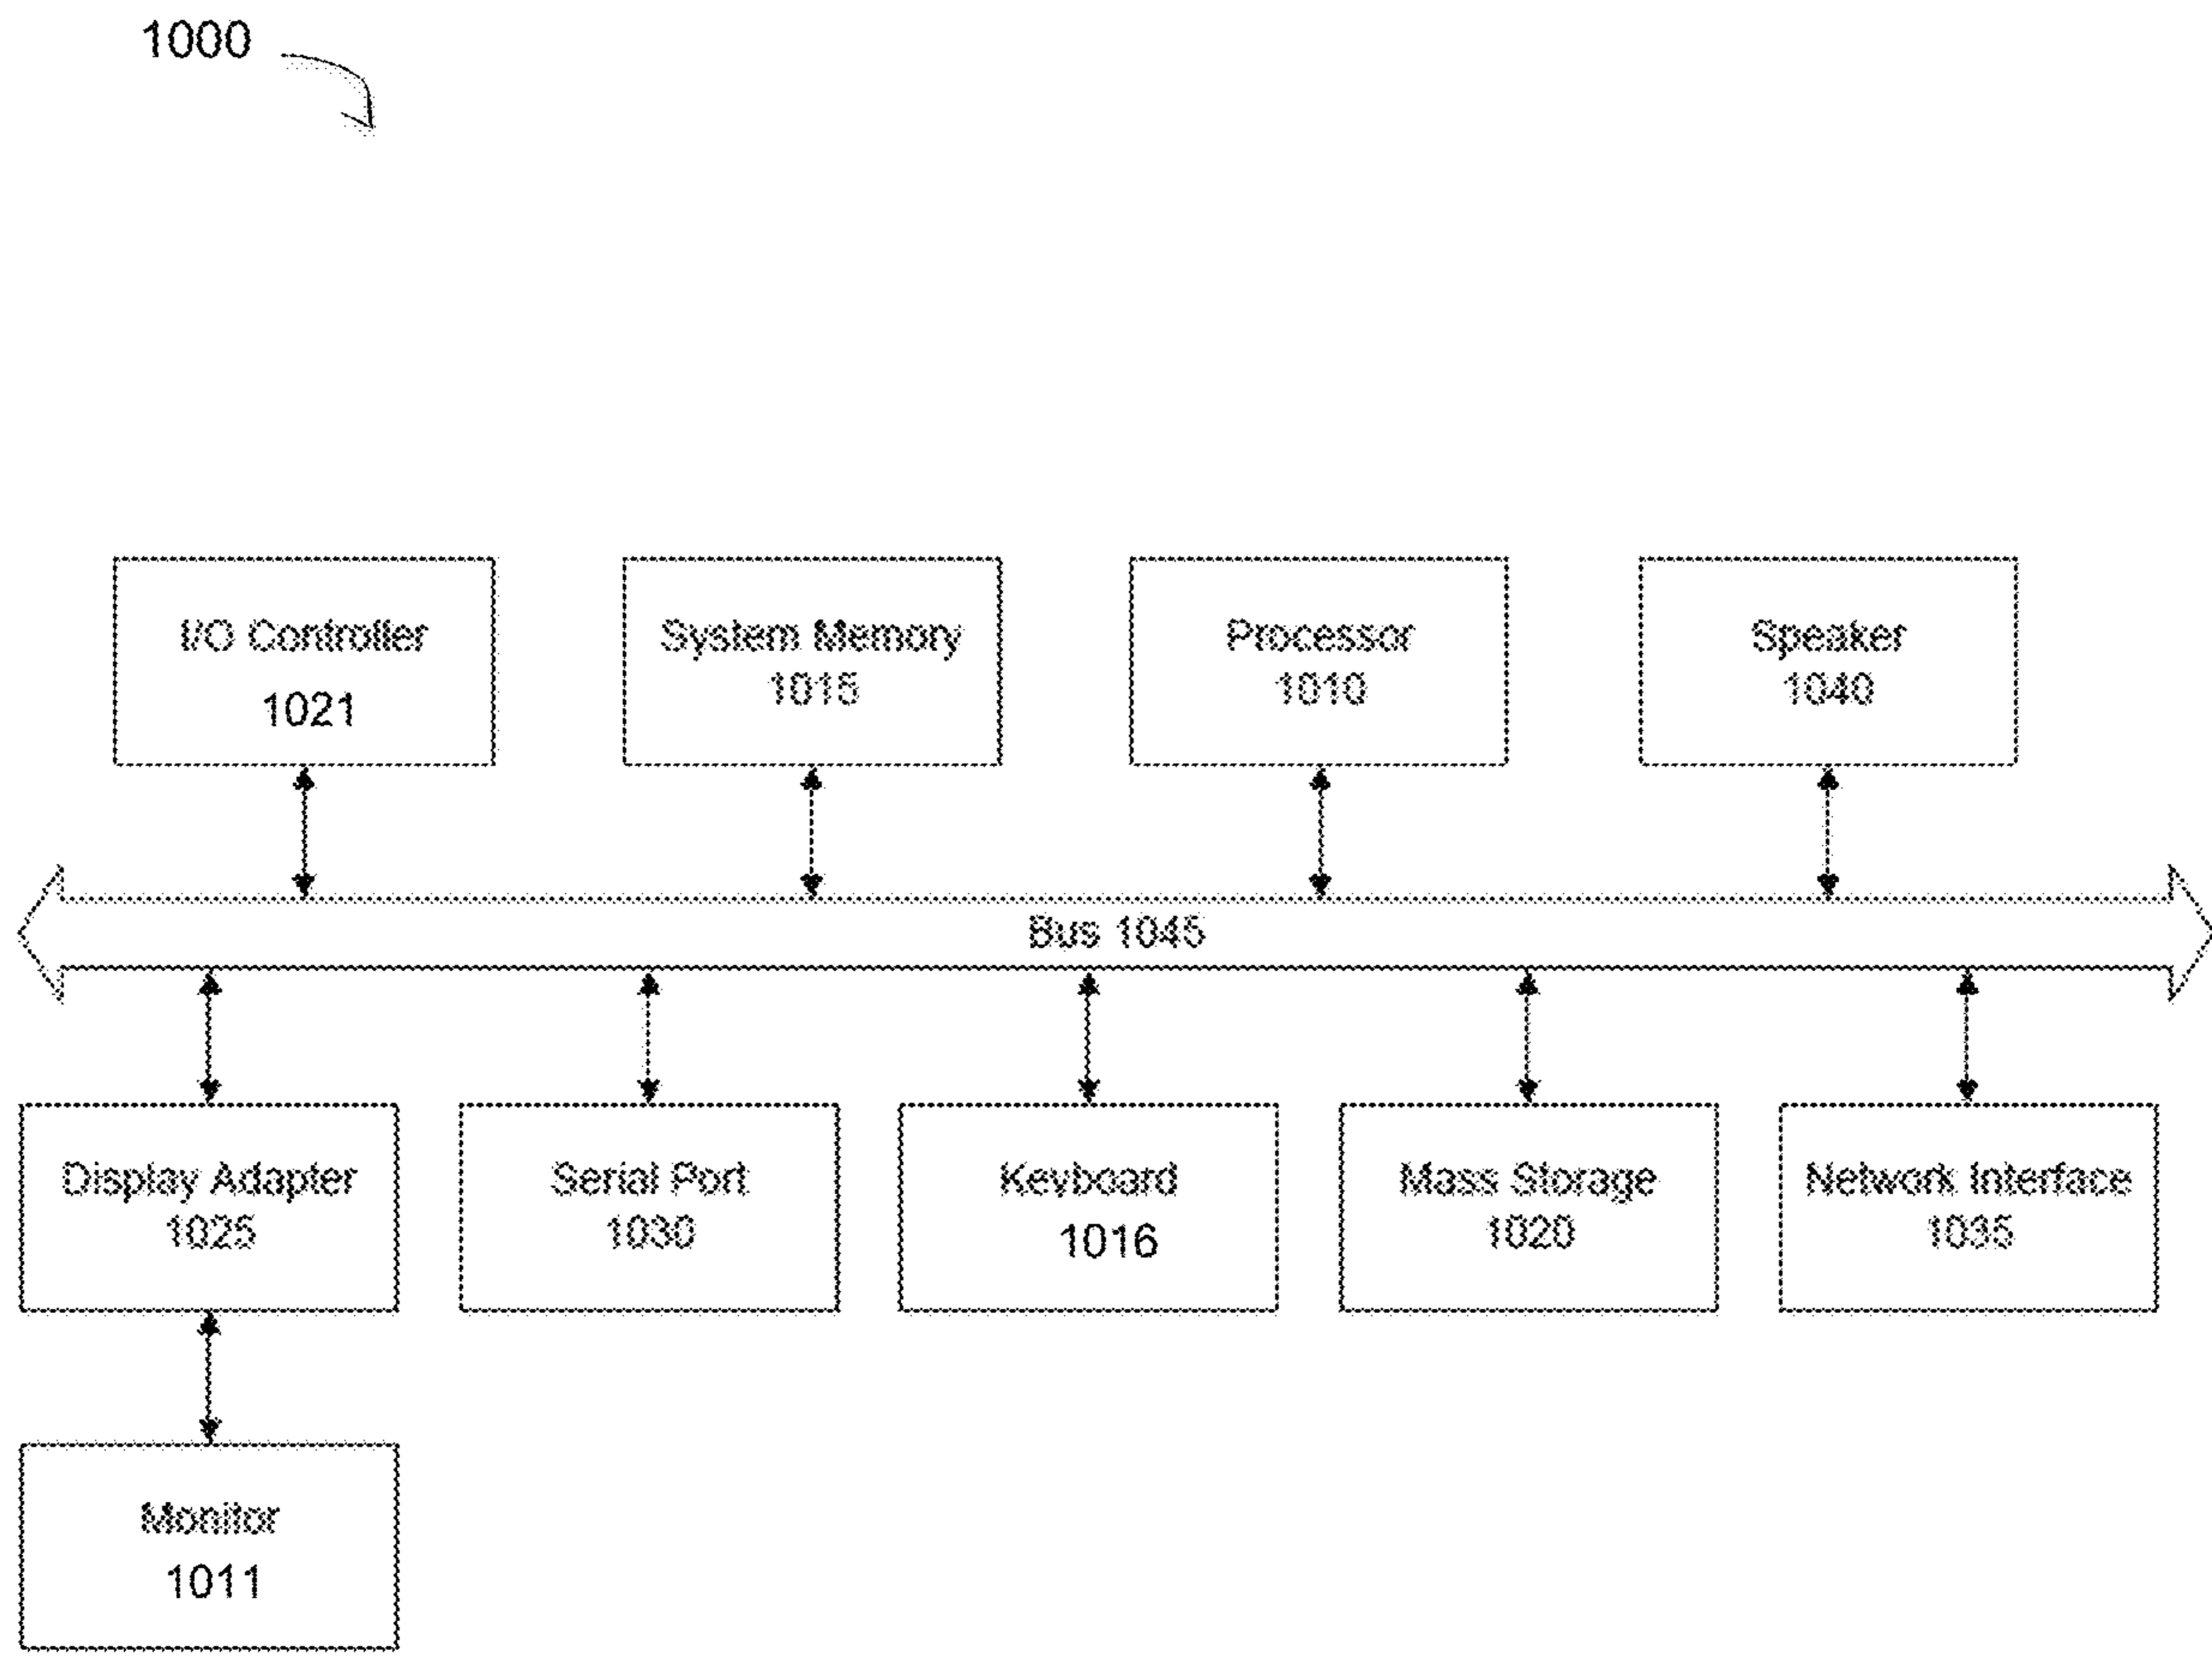 1000
I/O Controller
1021
System Memory
1015
Processor
1010
Speaker
1040
Bus 1045
Display Adapter
1025
Serial Port
1030
Keyboard
1016
Mass Storage
1020
Network Interface
1035
Monitor
1011